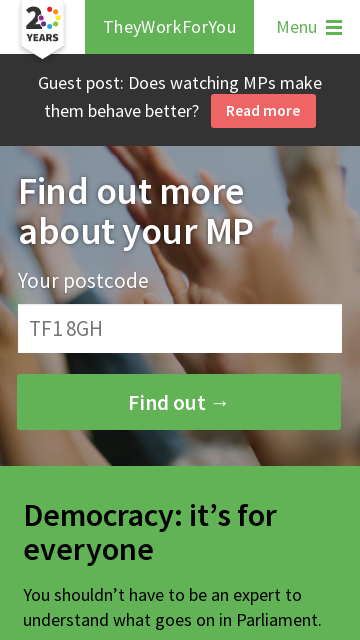 20
YEARS
TheyWorkForYou
Menu
Guest post: Does watching MPs make
them behave better? Read more
Find out more
about your MP
Your postcode
TF1 8GH
Find out →
Democracy: it’s for
everyone
You shouldn’t have to be an expert to
understand what goes on in Parliament.